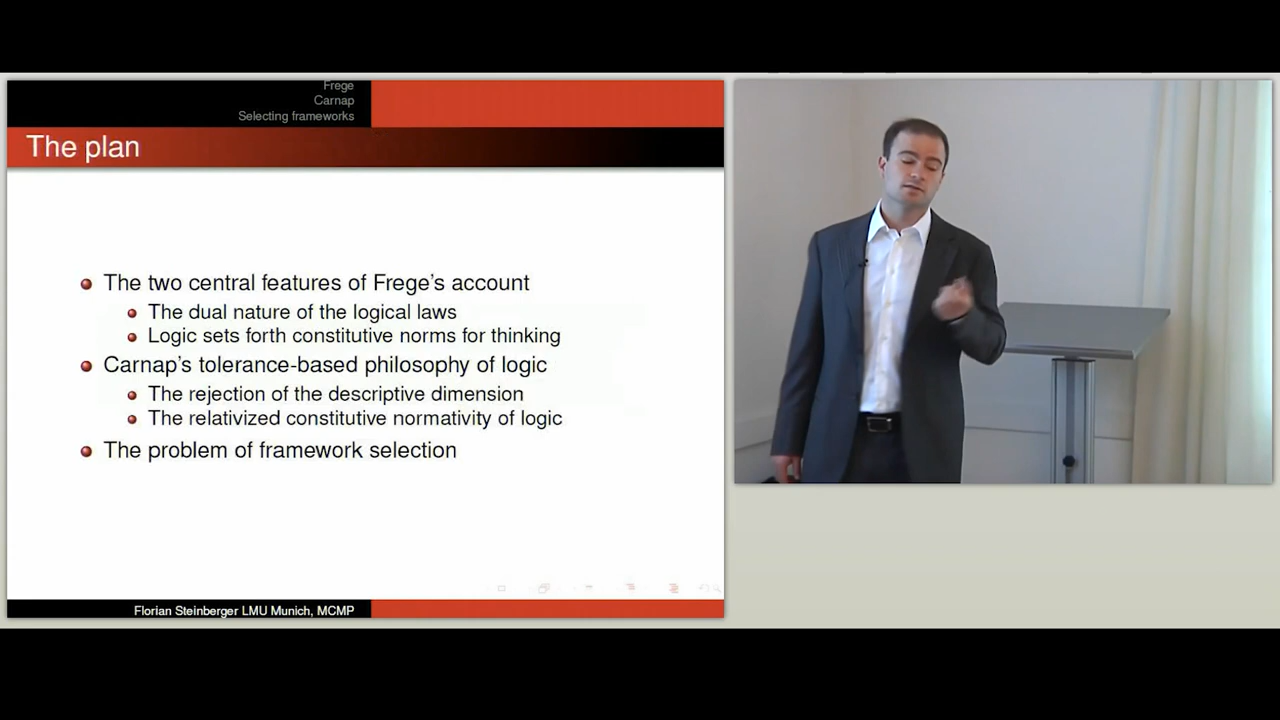 Frege
Carnap
Selecting frameworks
The plan
The two central features of Frege's account
The dual nature of the logical laws
Logic sets forth constitutive norms for thinking
Carnap's tolerance-based philosophy of logic
The rejection of the descriptive dimension
The relativized constitutive normativity of logic
The problem of framework selection
Florian Steinberger LMU Munich, MCMP